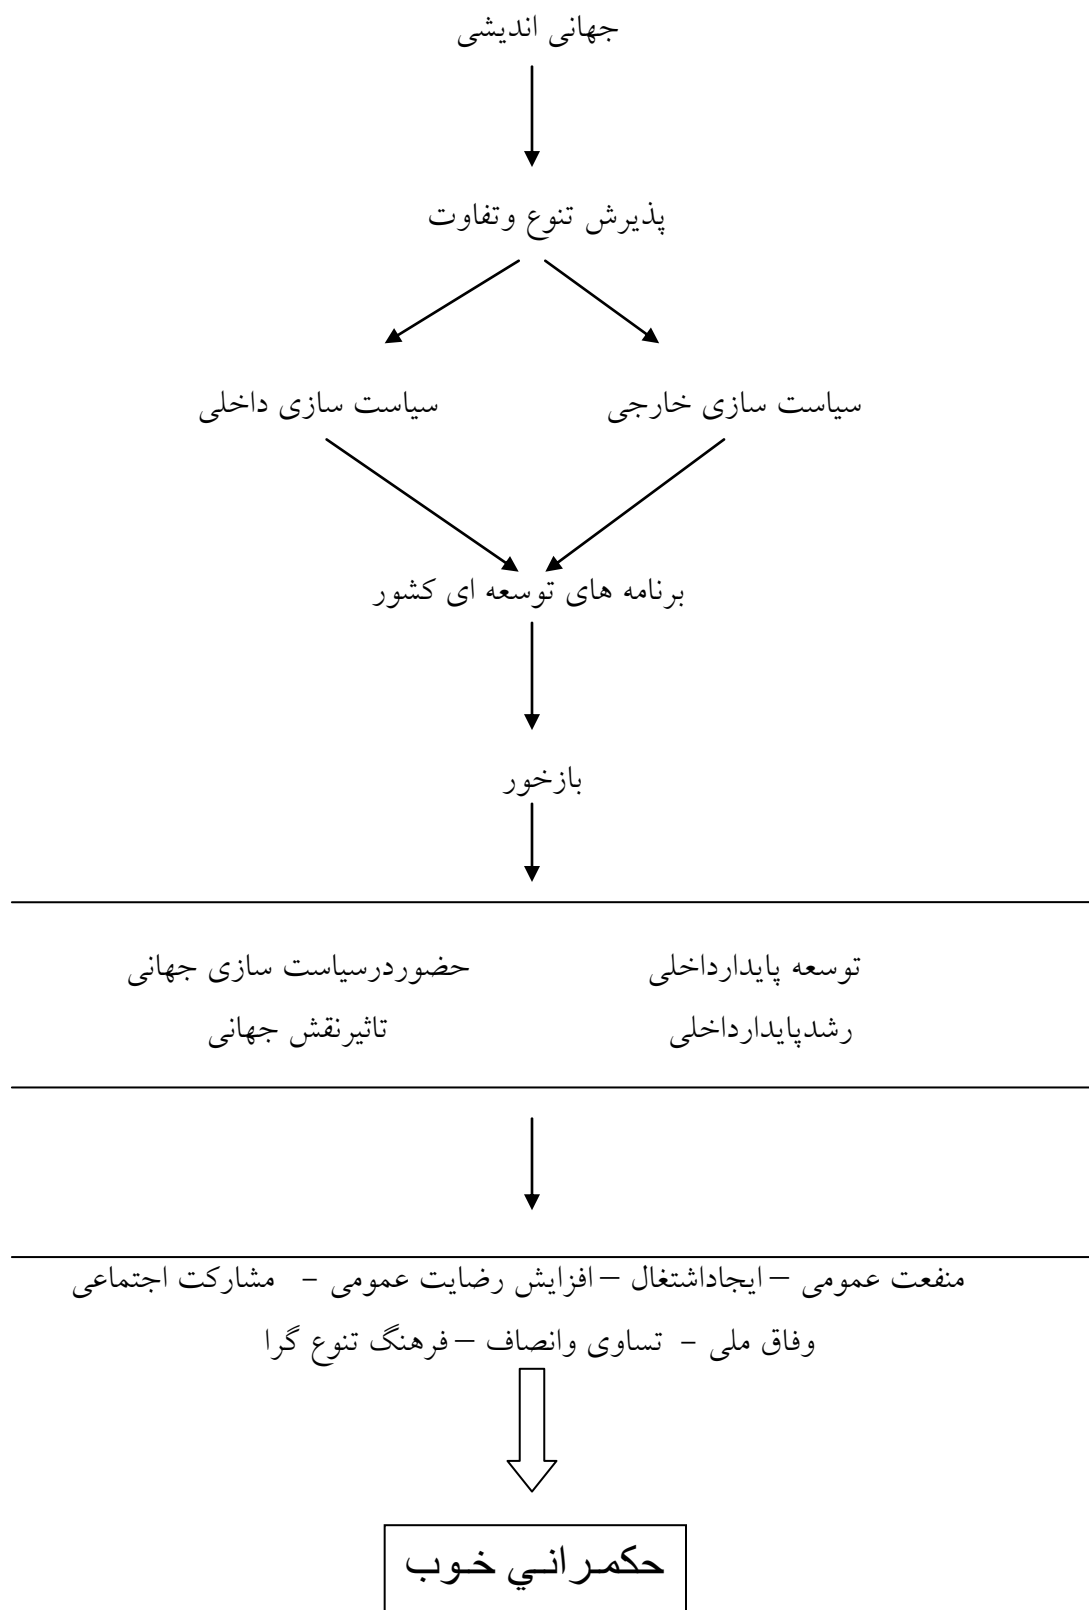 جهانی اندیشی
پذیرش تنوع وتفاوت
سیاست سازی خارجی
سیاست سازی داخلی
برنامه های توسعه ای کشور
بازخور
توسعه پایدارداخلی
حضوردرسیاست سازی جهانی
رشدپایدارداخلی
تاثیرنقش جهانی
منفعت عمومی – ایجاداشتغال – افزایش رضایت عمومی - مشارکت اجتماعی
وفاق ملی - تساوی وانصاف – فرهنگ تنوع گرا
حکمرانـي خـوب